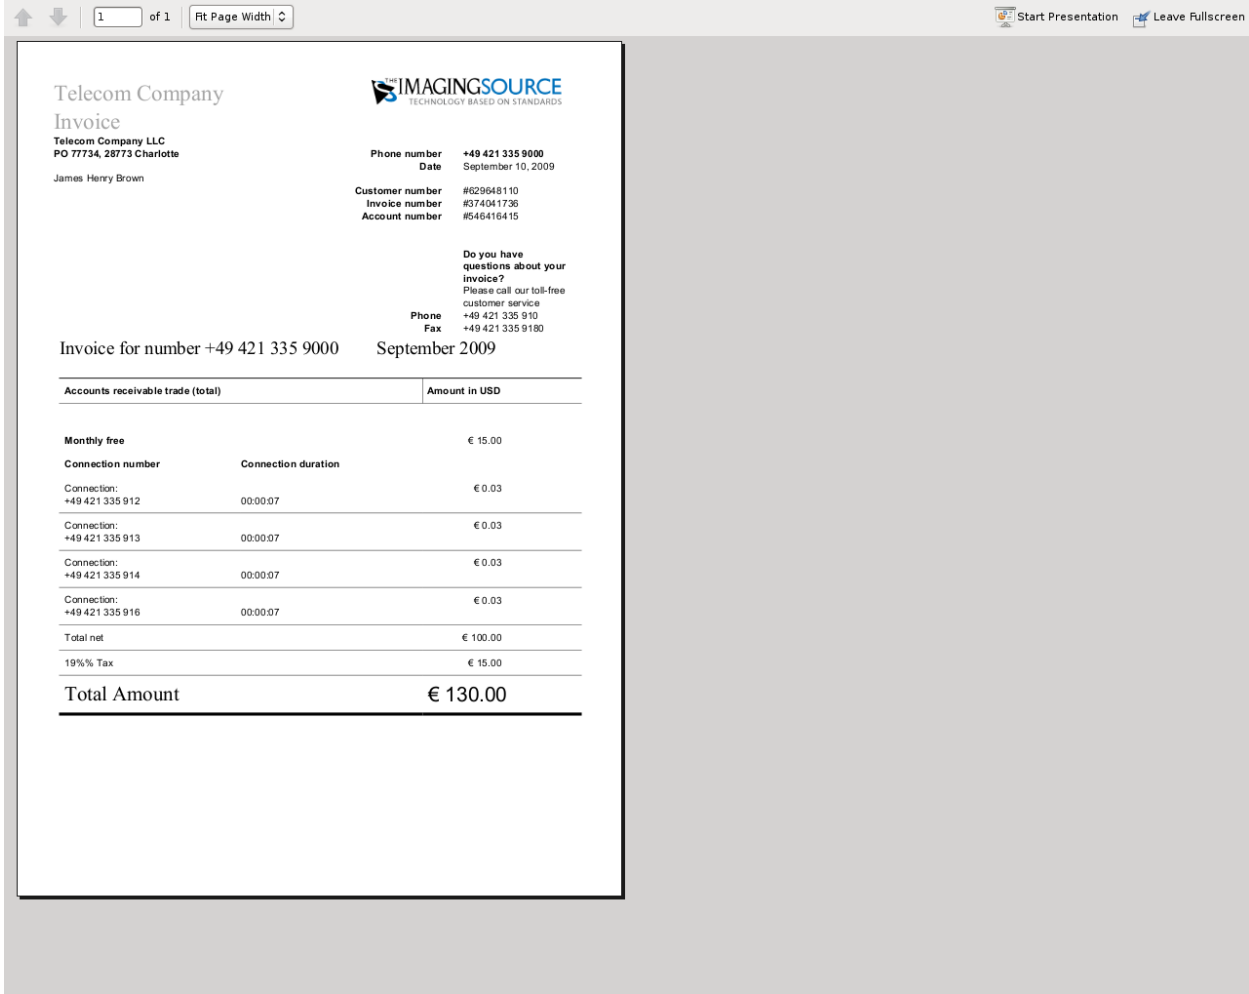 1 of 1 Fit Page Width Start Presentation Leave Fullscreen
Telecom Company
Invoice
THE IMAGINGSOURCE
TECHNOLOGY BASED ON STANDARDS
Telecom Company LLC
PO 77734, 28773 Charlotte
James Henry Brown
Phone number +49 421 335 9000
Date September 10, 2009
Customer number #629648110
Invoice number #374041736
Account number #546416415
Do you have
questions about your
invoice?
Please call our toll-free
customer service
Phone +49 421 335 910
Fax +49 421 335 9180
Invoice for number +49 421 335 9000 September 2009
Accounts receivable trade (total) Amount in USD
Monthly free € 15.00
Connection number Connection duration
Connection: € 0.03
+49 421 335 912 00:00:07
Connection: € 0.03
+49 421 335 913 00:00:07
Connection: € 0.03
+49 421 335 914 00:00:07
Connection: € 0.03
+49 421 335 916 00:00:07
Total net € 100.00
19%% Tax € 15.00
Total Amount € 130.00